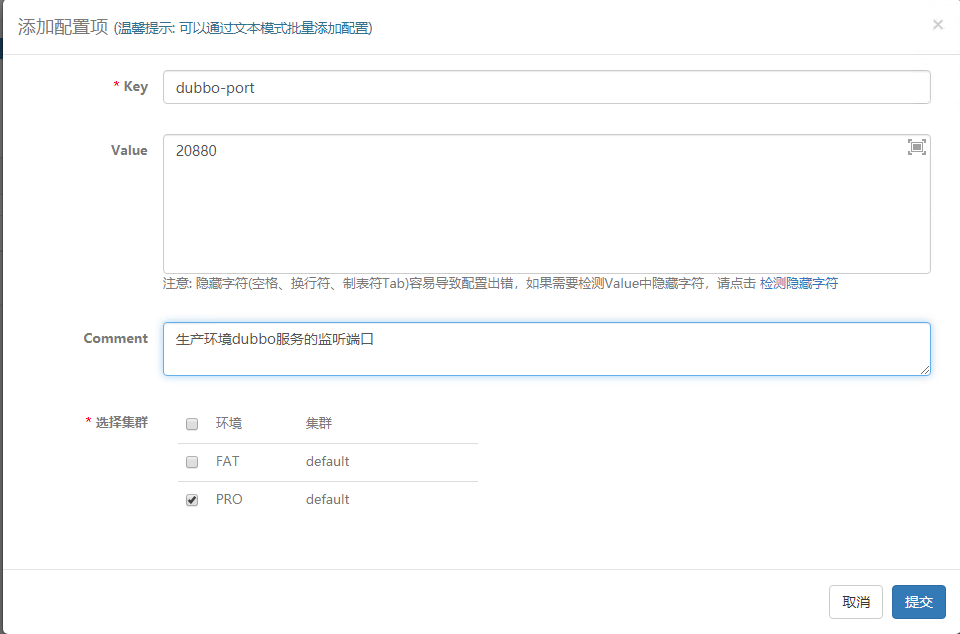 添加配置项 (温馨提示: 可以通过文本模式批量添加配置) ×
* Key dubbo-port
Value 20880
注意: 隐藏字符(空格、换行符、制表符Tab)容易导致配置出错，如果需要检测Value中隐藏字符，请点击 检测隐藏字符
Comment 生产环境dubbo服务的监听端口
* 选择集群 环境 集群
FAT default
PRO default
取消 提交